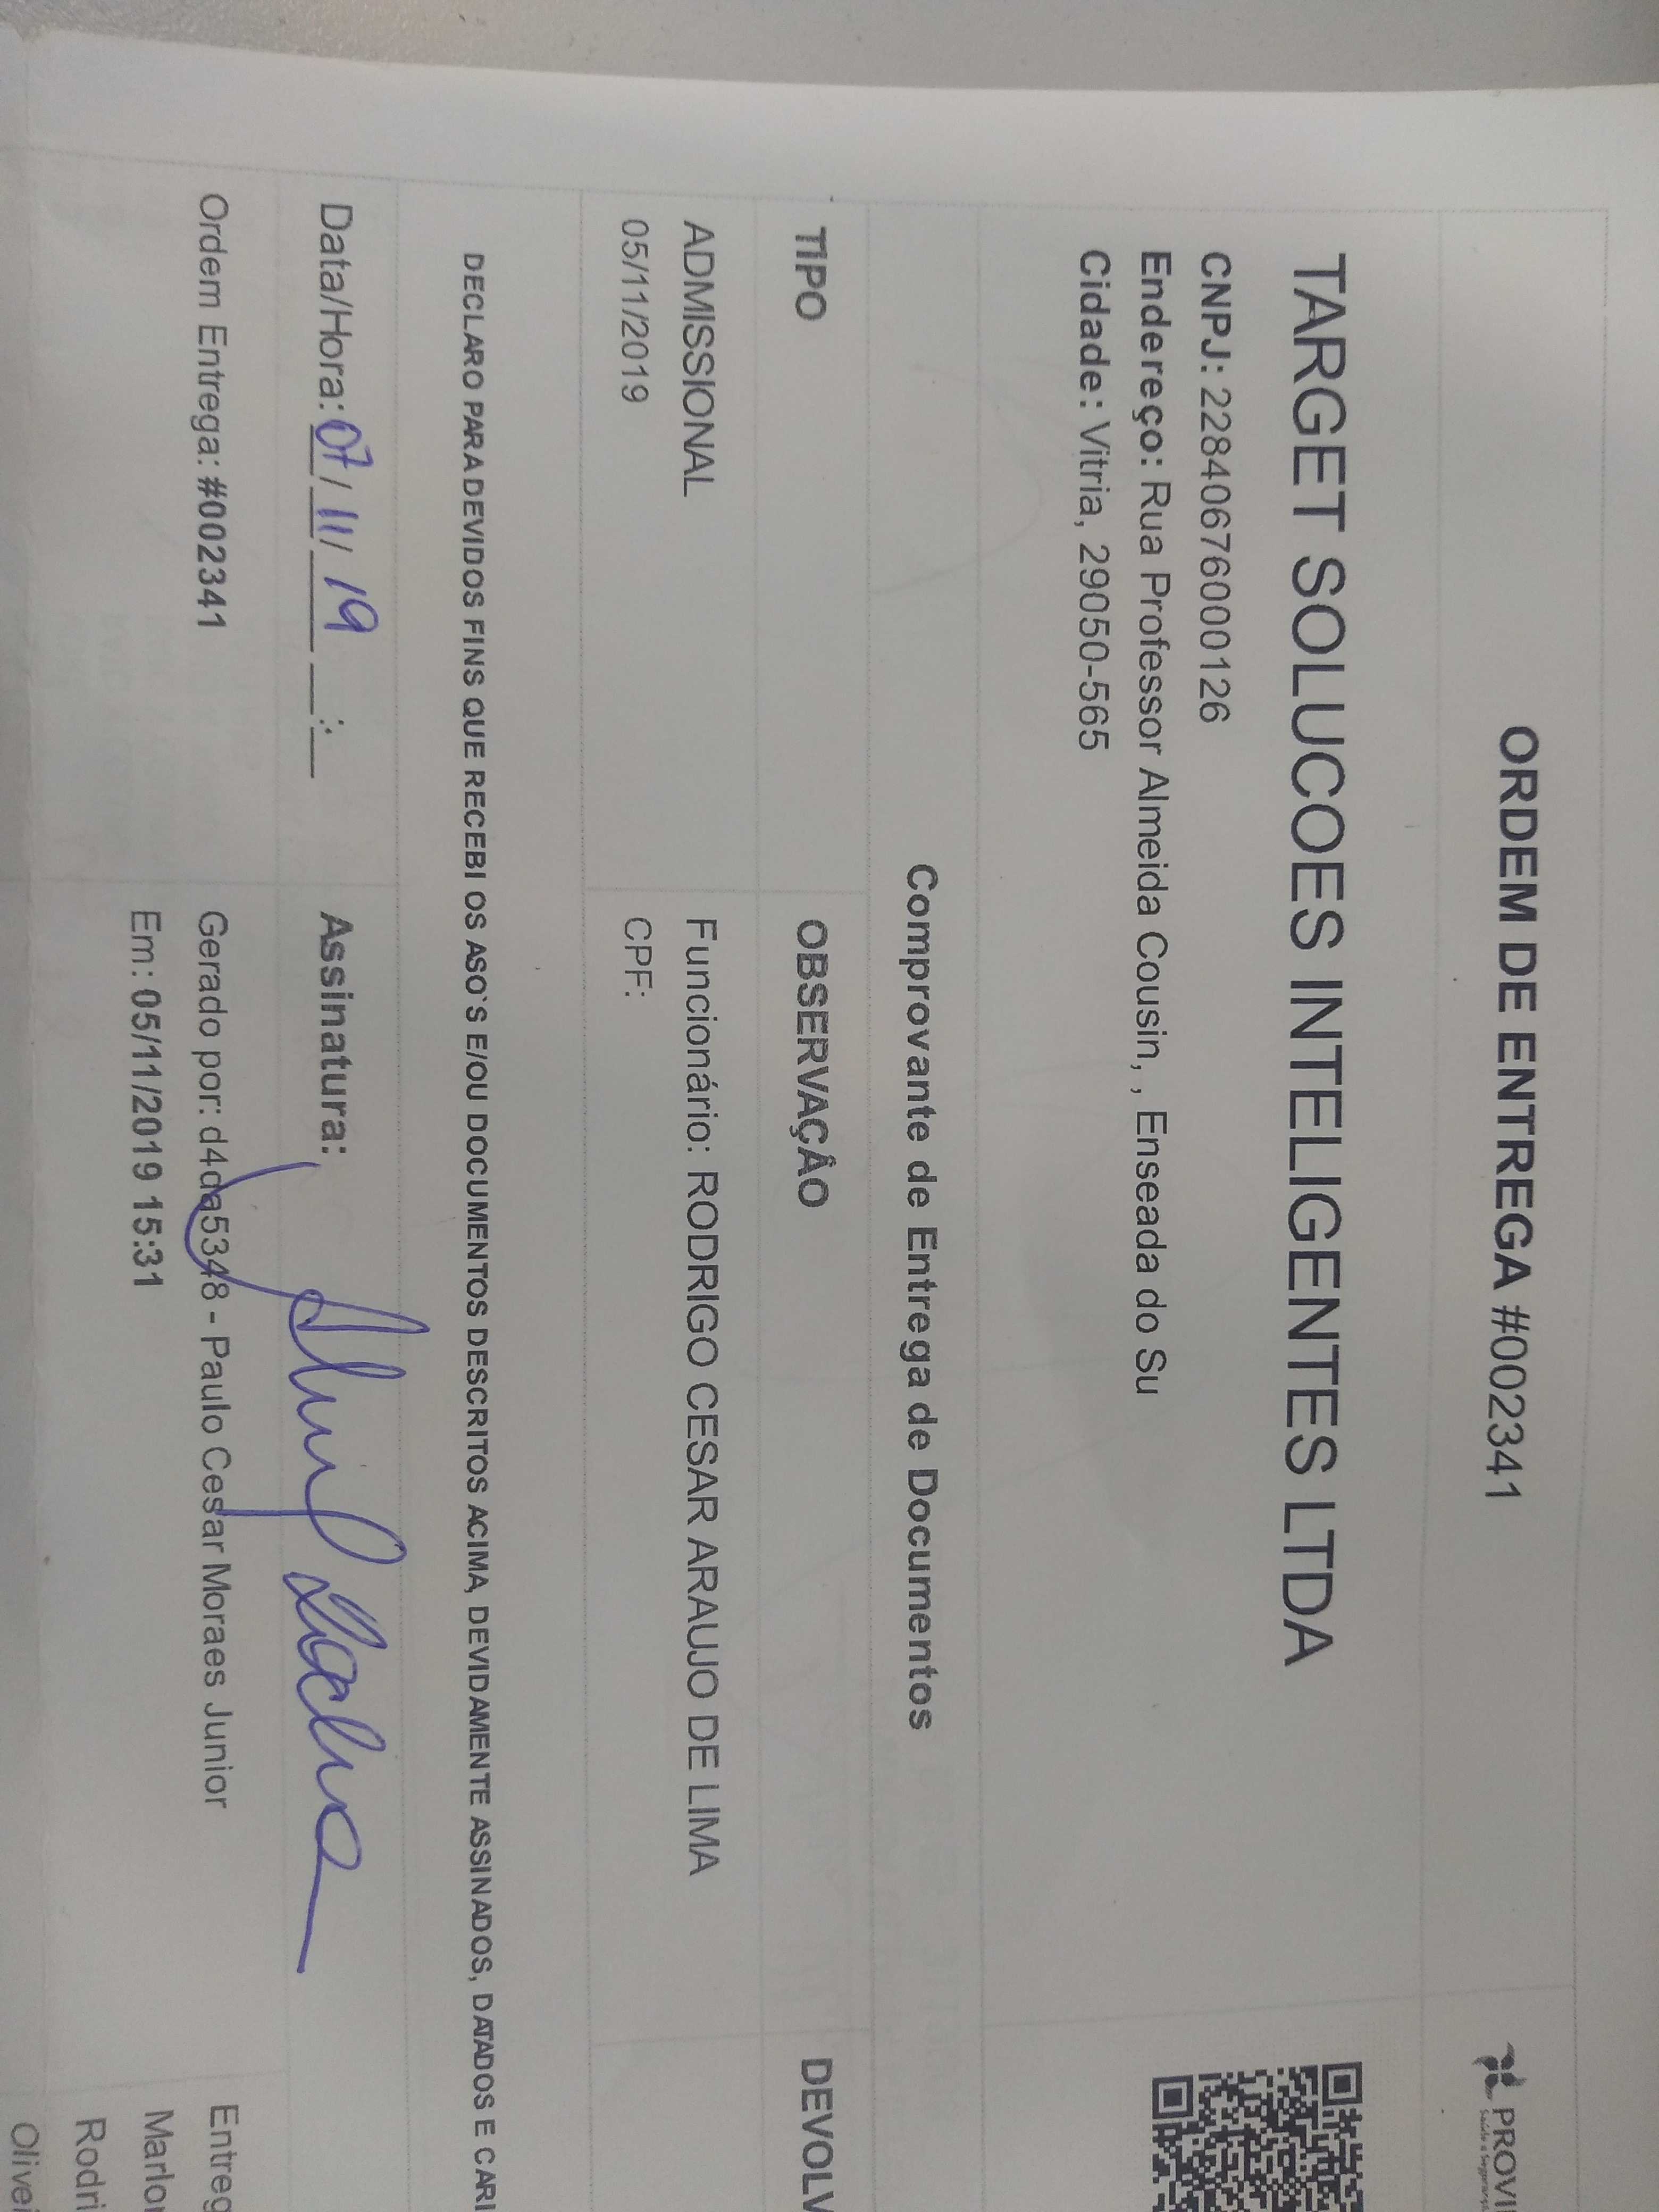 ORDEM DE ENTREGA #002341
PROVI
TARGET SOLUCOES INTELIGENTES LTDA
CNPJ: 22840676000126
Endereço: Rua Professor Almeida Cousin, , Enseada do Su
Cidade: Vitria, 29050-565
Comprovante de Entrega de Documentos
TIPO OBSERVAÇÃO DEVOLV
ADMISSIONAL Funcionário: RODRIGO CESAR ARAUJO DE LIMA
05/11/2019 CPF:
DECLARO PARA DEVIDOS FINS QUE RECEBI OS ASO`S E/OU DOCUMENTOS DESCRITOS ACIMA, DEVIDAMENTE ASSINADOS, DATADOS E CARI
Data/Hora: 07/11/19 __:__ Assinatura:
Ordem Entrega: #002341 Gerado por: d4da5348 - Paulo Cesar Moraes Junior Entreg
Em: 05/11/2019 15:31 Marlon
Rodri
Olivei